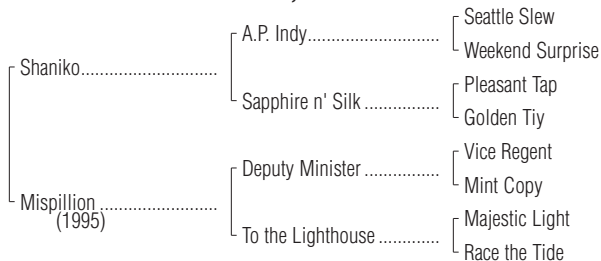 Seattle Slew
A.P. Indy..............................
Weekend Surprise
Shaniko.............................
Pleasant Tap
Sapphire n' Silk ................
Golden Tiy
Vice Regent
Deputy Minister ................
Mint Copy
Mispillion .........................
(1995)
Majestic Light
To the Lighthouse .............
Race the Tide